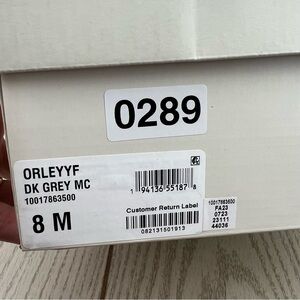 0289
ORLEYYF
DK GREY MC
10017863500
8 M
1 94136 55187 8
Customer Return Label
082131501913
10017863500
FA23
0723
23111
44036